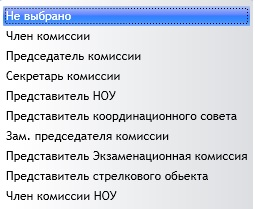 Не выбрано
Член комиссии
Председатель комиссии
Секретарь комиссии
Представитель НОУ
Представитель координационного совета
Зам. председателя комиссии
Представитель Экзаменационная комиссия
Представитель стрелкового обьекта
Член комиссии НОУ